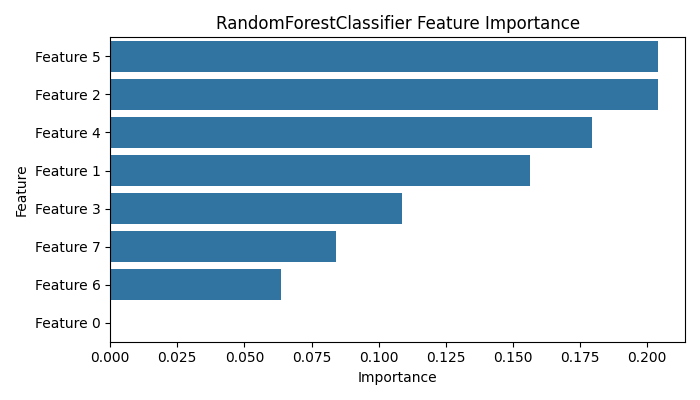 RandomForestClassifier Feature Importance
Feature 5
Feature 2
Feature 4
Feature 1
Feature 3
Feature 7
Feature 6
Feature 0
Feature
0.000 0.025 0.050 0.075 0.100 0.125 0.150 0.175 0.200
Importance